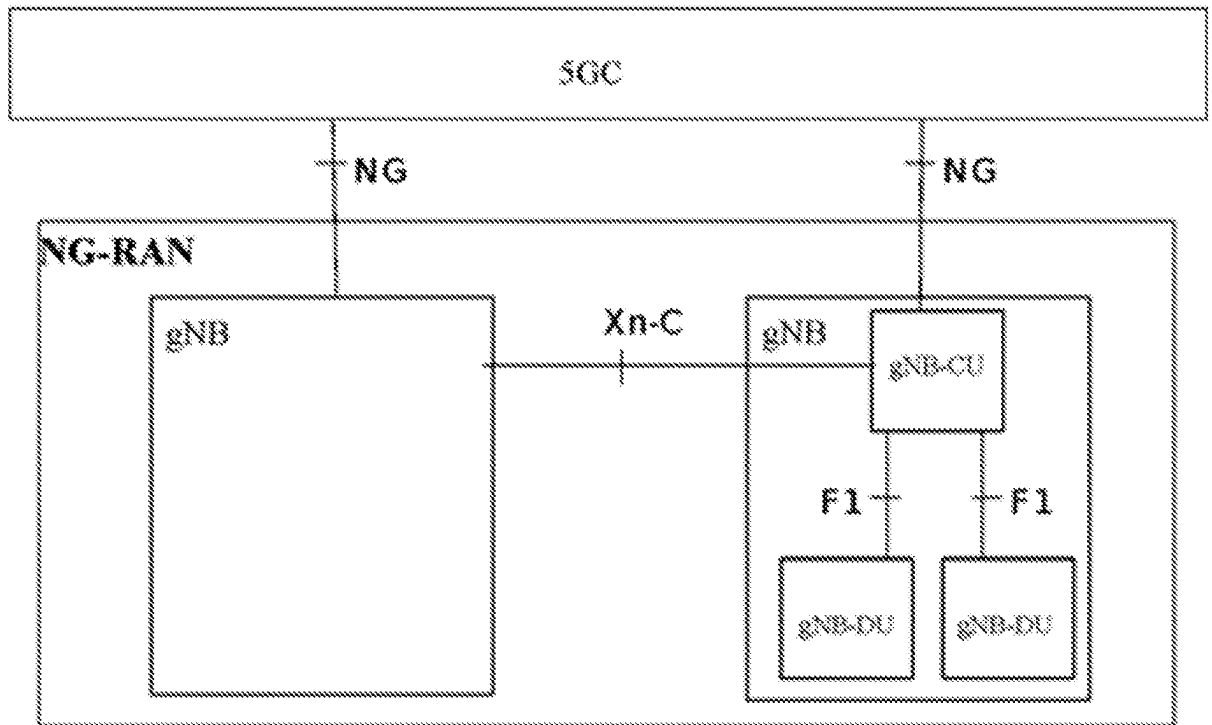 5GC
NG
NG
NG-RAN
gNB
Xn-C
gNB
gNB-CU
F1
F1
gNB-DU
gNB-DU